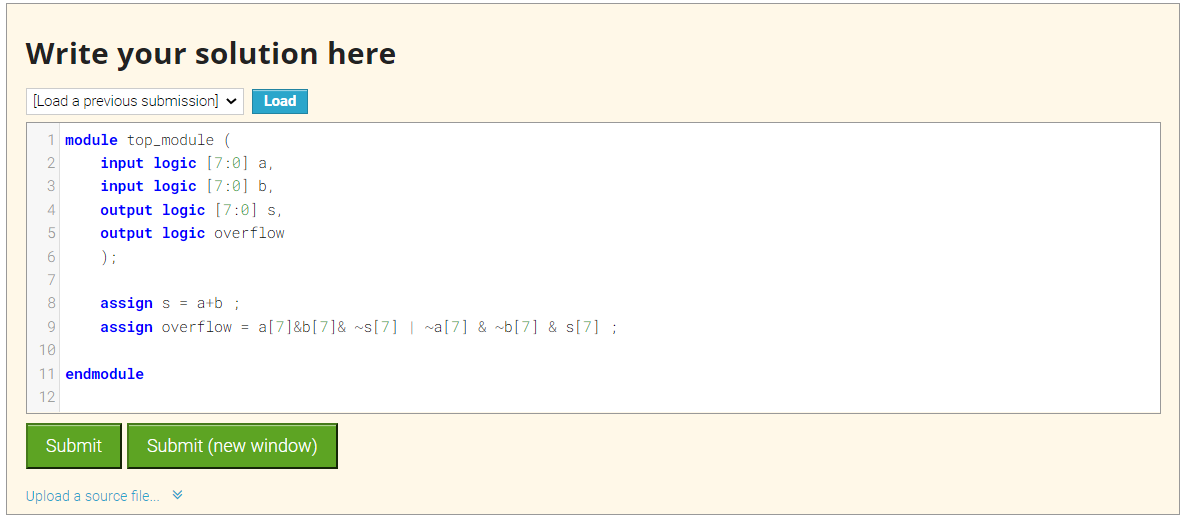 Write your solution here
[Load a previous submission] Load
1 module top_module (
2     input logic [7:0] a,
3     input logic [7:0] b,
4     output logic [7:0] s,
5     output logic overflow
6     );
7
8     assign s = a+b ;
9     assign overflow = a[7]&b[7]& ~s[7] | ~a[7] & ~b[7] & s[7] ;
10
11 endmodule
12
Submit Submit (new window)
Upload a source file...